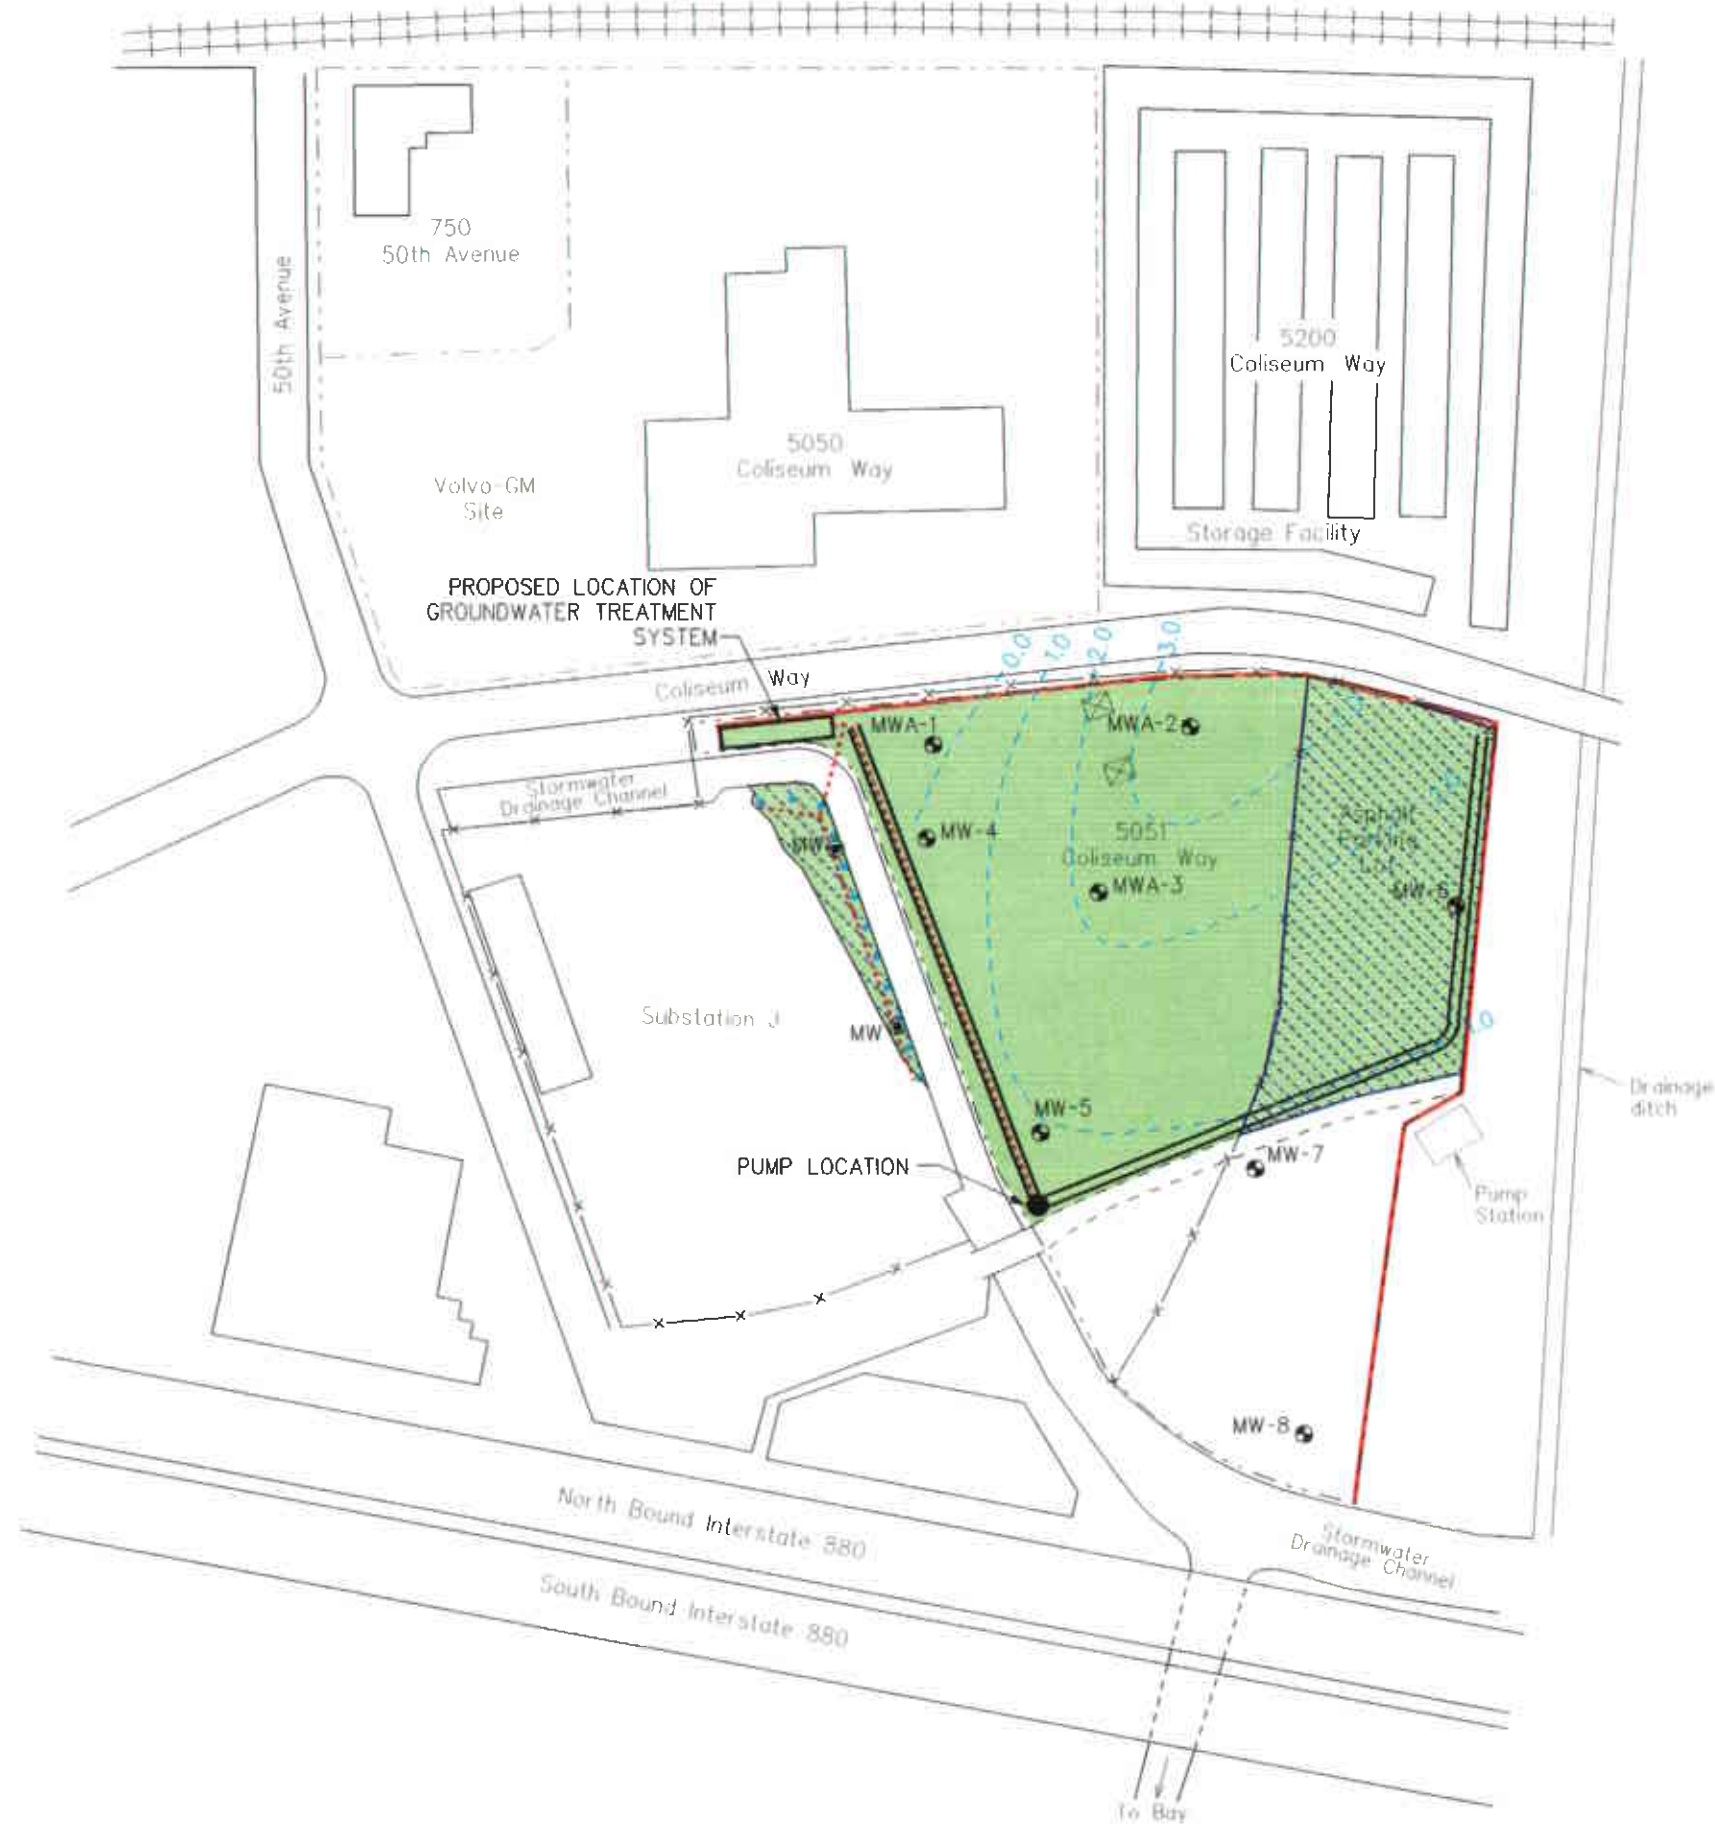 750
50th Avenue
50th Avenue
5200
Coliseum Way
5050
Coliseum Way
Volvo-GM
Site
Storage Facility
PROPOSED LOCATION OF
GROUNDWATER TREATMENT
SYSTEM
0.0
1.0
2.0
3.0
Coliseum Way
MWA-1
MWA-2
Stormwater
Drainage Channel
MW-4
5051
Coliseum Way
Asphalt
Parking
Lot
MWA-3
MW
Substation J
MW
MW-5
Drainage
ditch
PUMP LOCATION
MW-7
Pump
Station
MW-8
North Bound Interstate 880
Stormwater
Drainage Channel
South Bound Interstate 880
To Bay